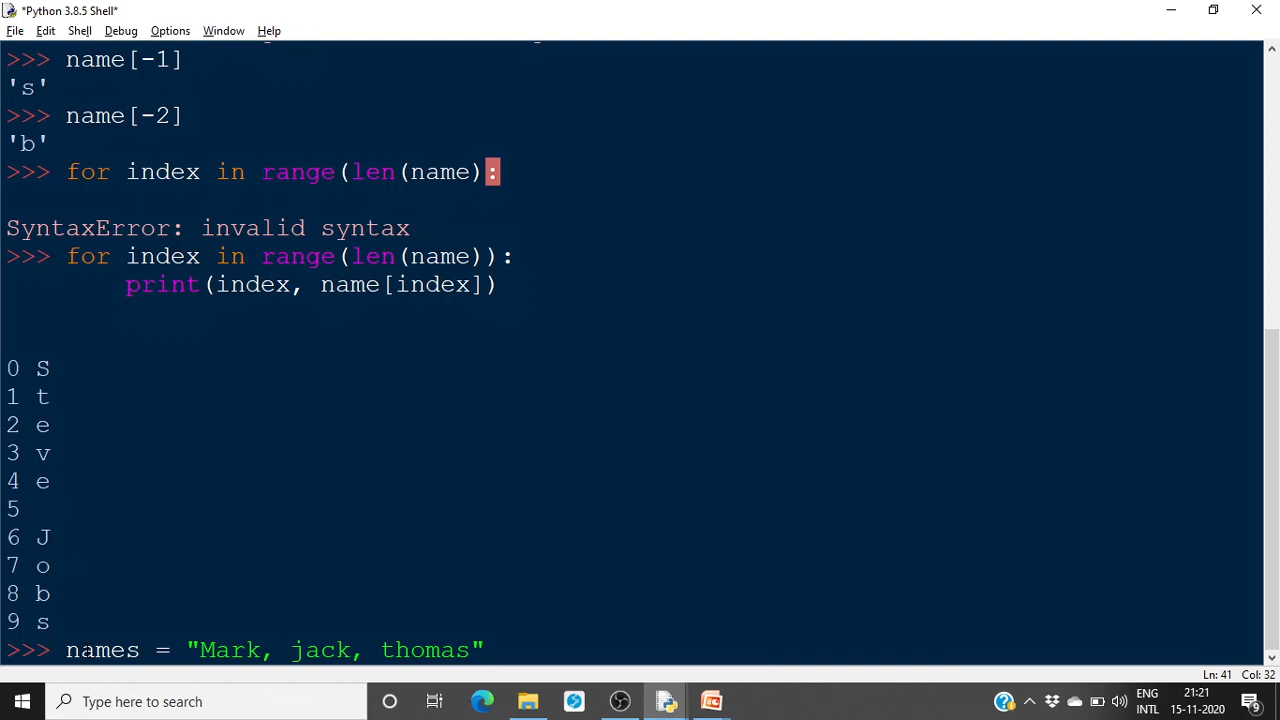 *Python 3.8.5 Shell*
File Edit Shell Debug Options Window Help
>>> name[-1]
's'
>>> name[-2]
'b'
>>> for index in range(len(name):
SyntaxError: invalid syntax
>>> for index in range(len(name)):
        print(index, name[index])
0 S
1 t
2 e
3 v
4 e
5
6 J
7 o
8 b
9 s
>>> names = "Mark, jack, thomas"
Ln: 41 Col: 32
Type here to search
ENG
INTL
21:21
15-11-2020
9